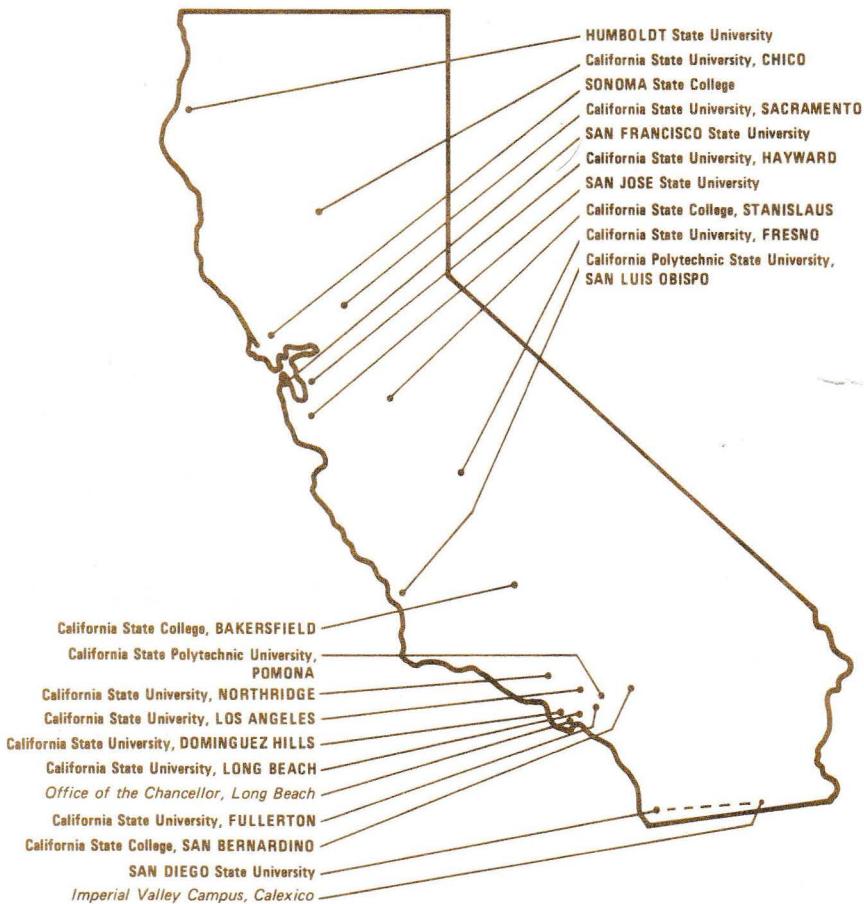 HUMBOLDT State University
California State University, CHICO
SONOMA State College
California State University, SACRAMENTO
SAN FRANCISCO State University
California State University, HAYWARD
SAN JOSE State University
California State College, STANISLAUS
California State University, FRESNO
California Polytechnic State University,
SAN LUIS OBISPO
California State College, BAKERSFIELD
California State Polytechnic University,
POMONA
California State University, NORTHRIDGE
California State Univerity, LOS ANGELES
California State University, DOMINGUEZ HILLS
California State University, LONG BEACH
Office of the Chancellor, Long Beach
California State University, FULLERTON
California State College, SAN BERNARDINO
SAN DIEGO State University
Imperial Valley Campus, Calexico